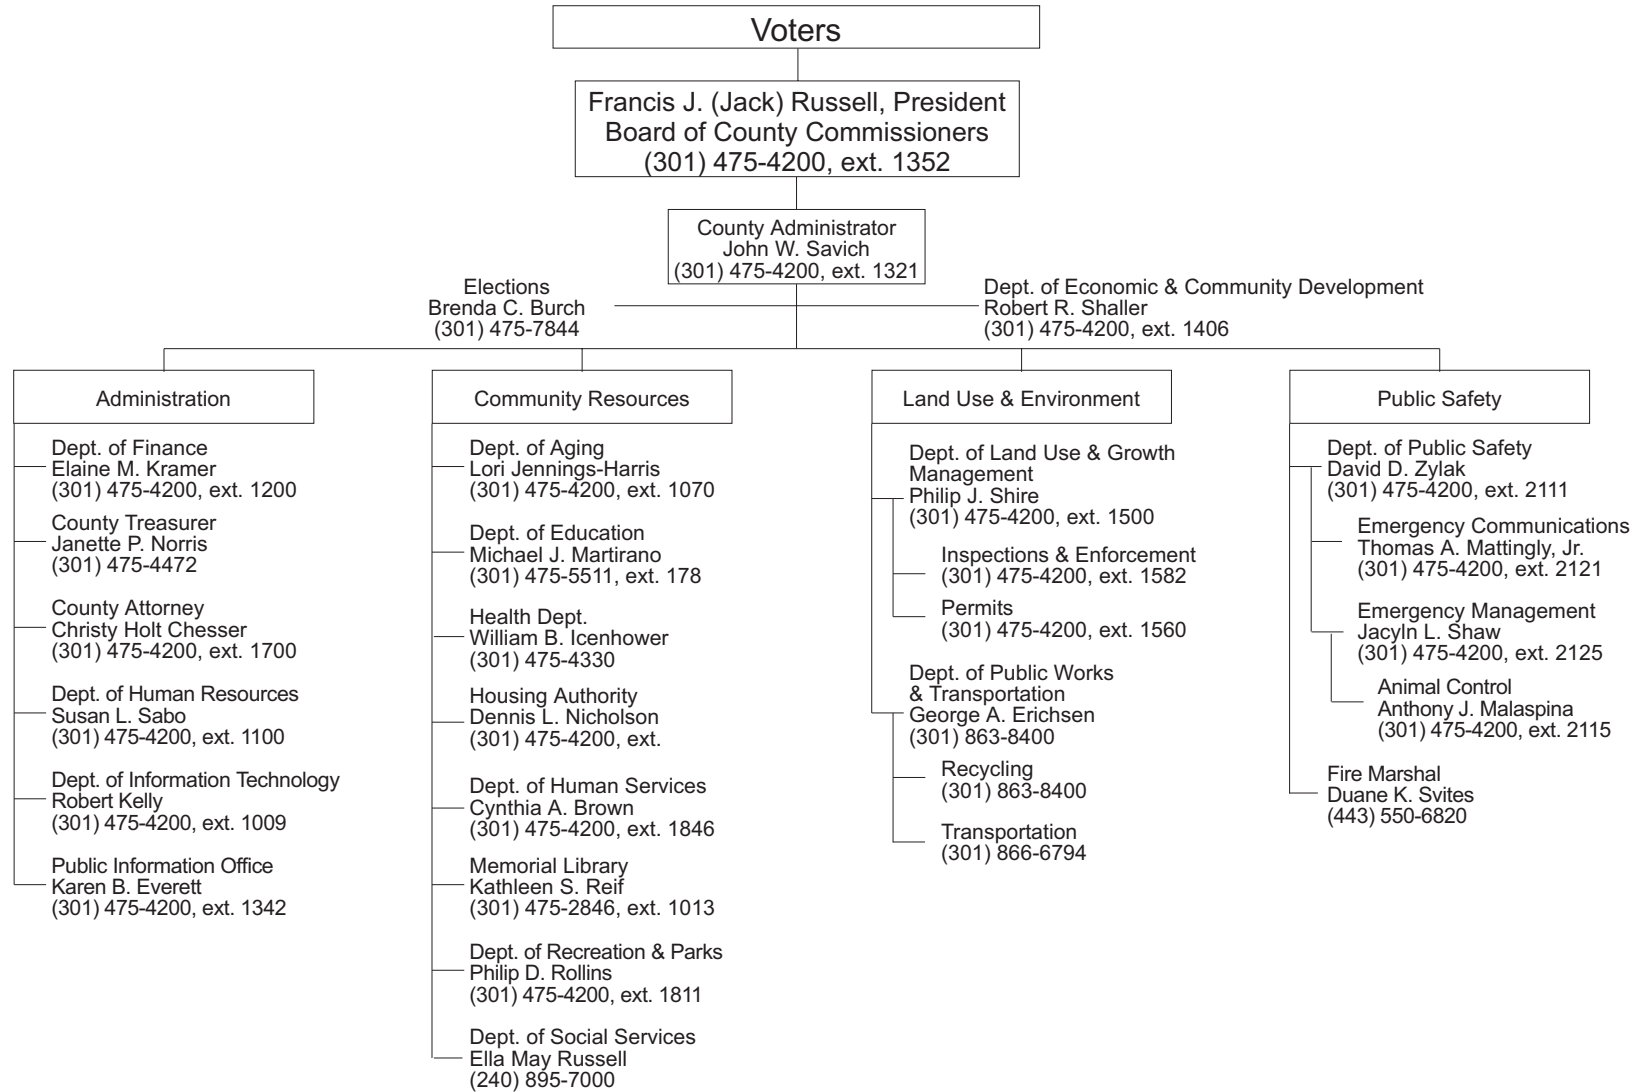 Voters
Francis J. (Jack) Russell, President
Board of County Commissioners
(301) 475-4200, ext. 1352
County Administrator
John W. Savich
(301) 475-4200, ext. 1321
Elections
Brenda C. Burch
(301) 475-7844
Dept. of Economic & Community Development
Robert R. Shaller
(301) 475-4200, ext. 1406
Administration
Dept. of Finance
Elaine M. Kramer
(301) 475-4200, ext. 1200
County Treasurer
Janette P. Norris
(301) 475-4472
County Attorney
Christy Holt Chesser
(301) 475-4200, ext. 1700
Dept. of Human Resources
Susan L. Sabo
(301) 475-4200, ext. 1100
Dept. of Information Technology
Robert Kelly
(301) 475-4200, ext. 1009
Public Information Office
Karen B. Everett
(301) 475-4200, ext. 1342
Community Resources
Dept. of Aging
Lori Jennings-Harris
(301) 475-4200, ext. 1070
Dept. of Education
Michael J. Martirano
(301) 475-5511, ext. 178
Health Dept.
William B. Icenhower
(301) 475-4330
Housing Authority
Dennis L. Nicholson
(301) 475-4200, ext.
Dept. of Human Services
Cynthia A. Brown
(301) 475-4200, ext. 1846
Memorial Library
Kathleen S. Reif
(301) 475-2846, ext. 1013
Dept. of Recreation & Parks
Philip D. Rollins
(301) 475-4200, ext. 1811
Dept. of Social Services
Ella May Russell
(240) 895-7000
Land Use & Environment
Dept. of Land Use & Growth
Management
Philip J. Shire
(301) 475-4200, ext. 1500
Inspections & Enforcement
(301) 475-4200, ext. 1582
Permits
(301) 475-4200, ext. 1560
Dept. of Public Works
& Transportation
George A. Erichsen
(301) 863-8400
Recycling
(301) 863-8400
Transportation
(301) 866-6794
Public Safety
Dept. of Public Safety
David D. Zylak
(301) 475-4200, ext. 2111
Emergency Communications
Thomas A. Mattingly, Jr.
(301) 475-4200, ext. 2121
Emergency Management
Jacyln L. Shaw
(301) 475-4200, ext. 2125
Animal Control
Anthony J. Malaspina
(301) 475-4200, ext. 2115
Fire Marshal
Duane K. Svites
(443) 550-6820